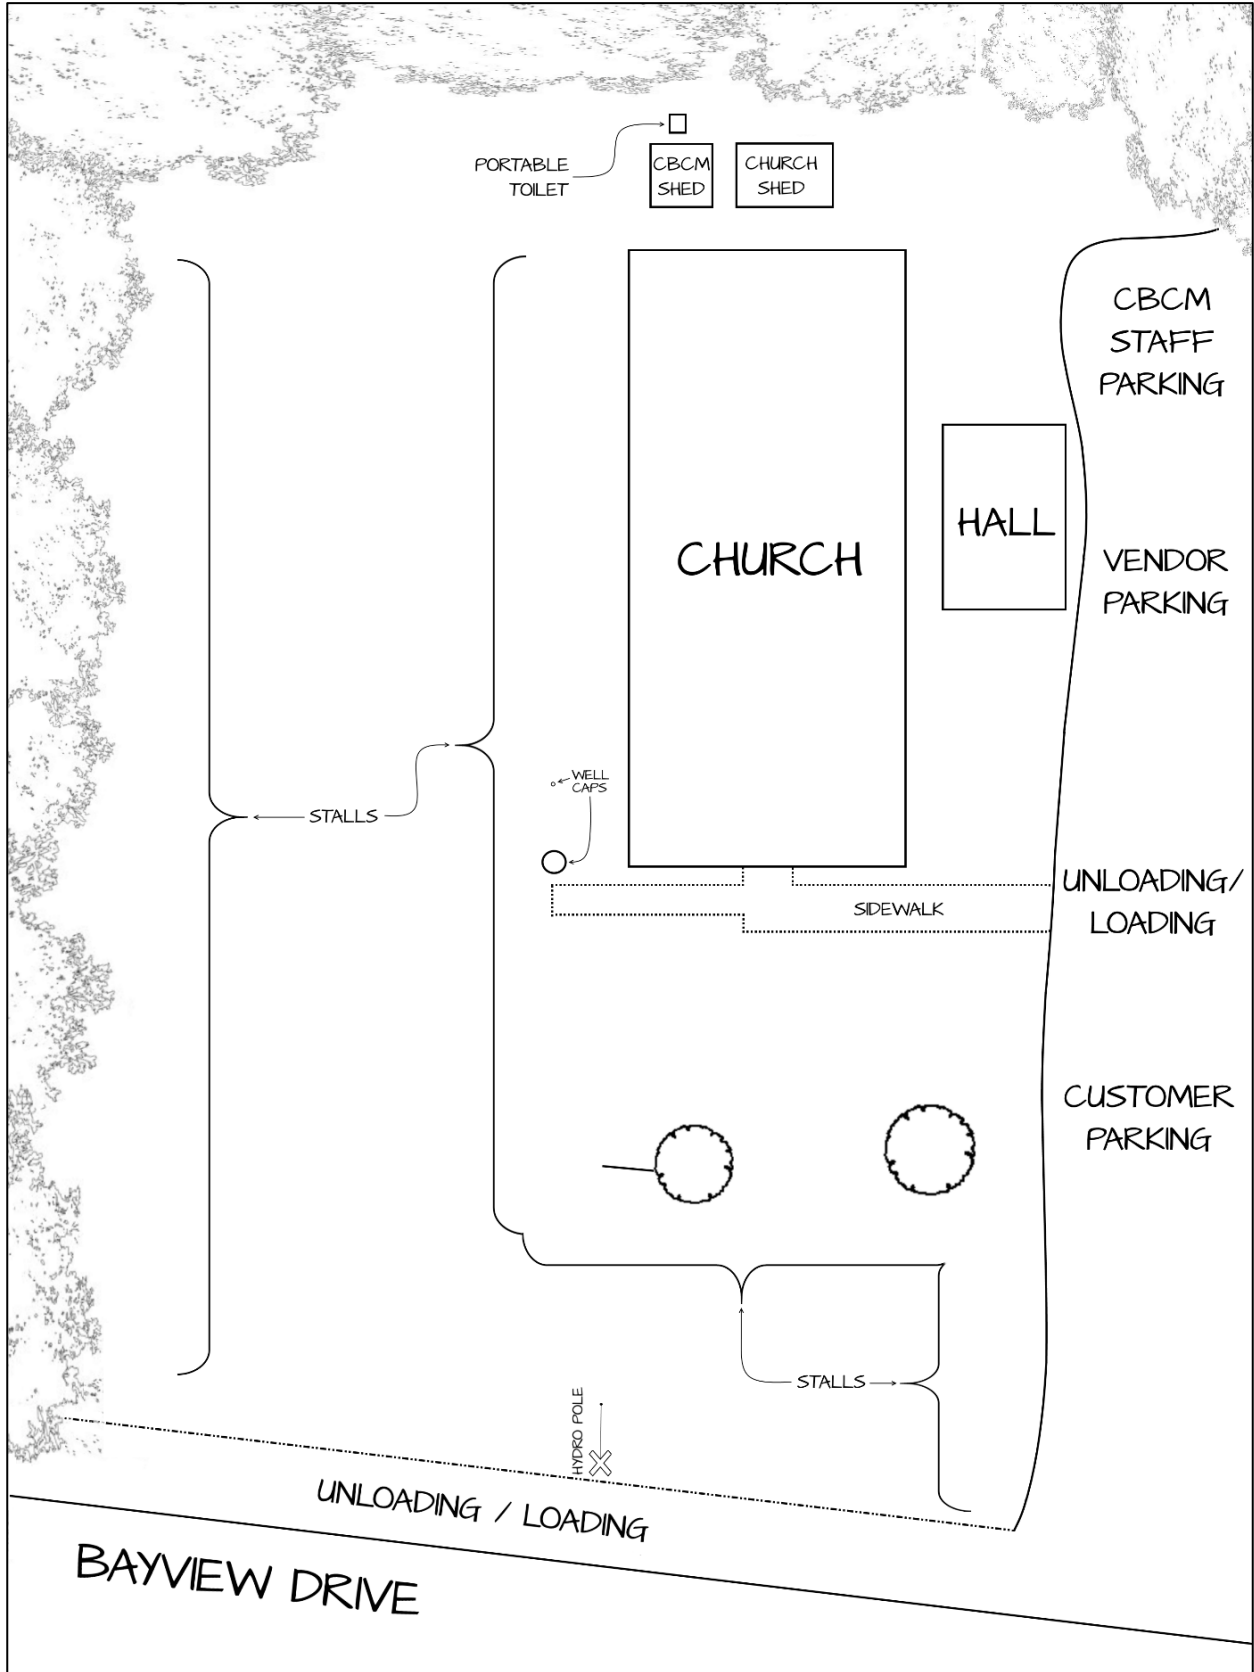 PORTABLE
TOILET
CBCM
SHED
CHURCH
SHED
CBCM
STAFF
PARKING
CHURCH
HALL
VENDOR
PARKING
WELL
CAPS
STALLS
UNLOADING/
LOADING
SIDEWALK
CUSTOMER
PARKING
STALLS
HYDRO POLE
UNLOADING / LOADING
BAYVIEW DRIVE